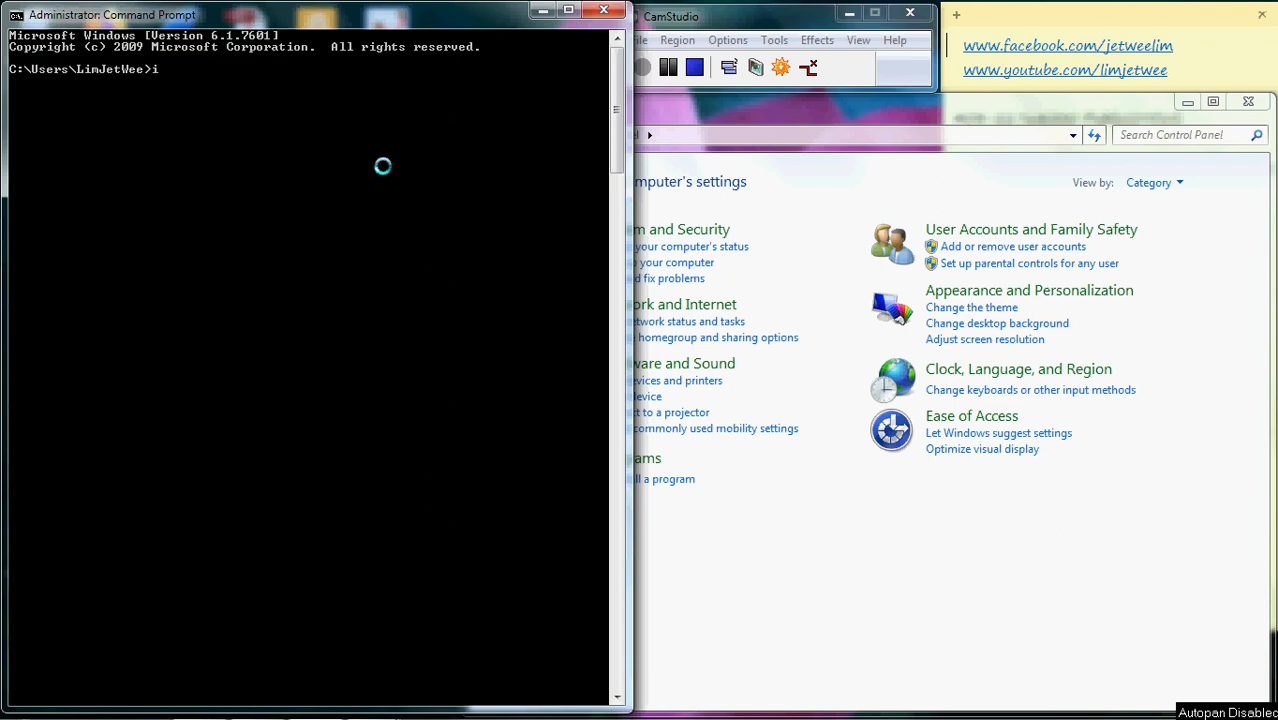 Administrator: Command Prompt
Microsoft Windows [Version 6.1.7601]
Copyright (c) 2009 Microsoft Corporation.  All rights reserved.
C:\Users\LimJetWee>i
CamStudio
File Region Options Tools Effects View Help
www.facebook.com/jetweelim
www.youtube.com/limjetwee
Search Control Panel
mputer's settings
View by: Category
m and Security
your computer's status
your computer
d fix problems
ork and Internet
etwork status and tasks
homegroup and sharing options
ware and Sound
evices and printers
device
ct to a projector
commonly used mobility settings
ams
ll a program
User Accounts and Family Safety
Add or remove user accounts
Set up parental controls for any user
Appearance and Personalization
Change the theme
Change desktop background
Adjust screen resolution
Clock, Language, and Region
Change keyboards or other input methods
Ease of Access
Let Windows suggest settings
Optimize visual display
Autopan Disabled